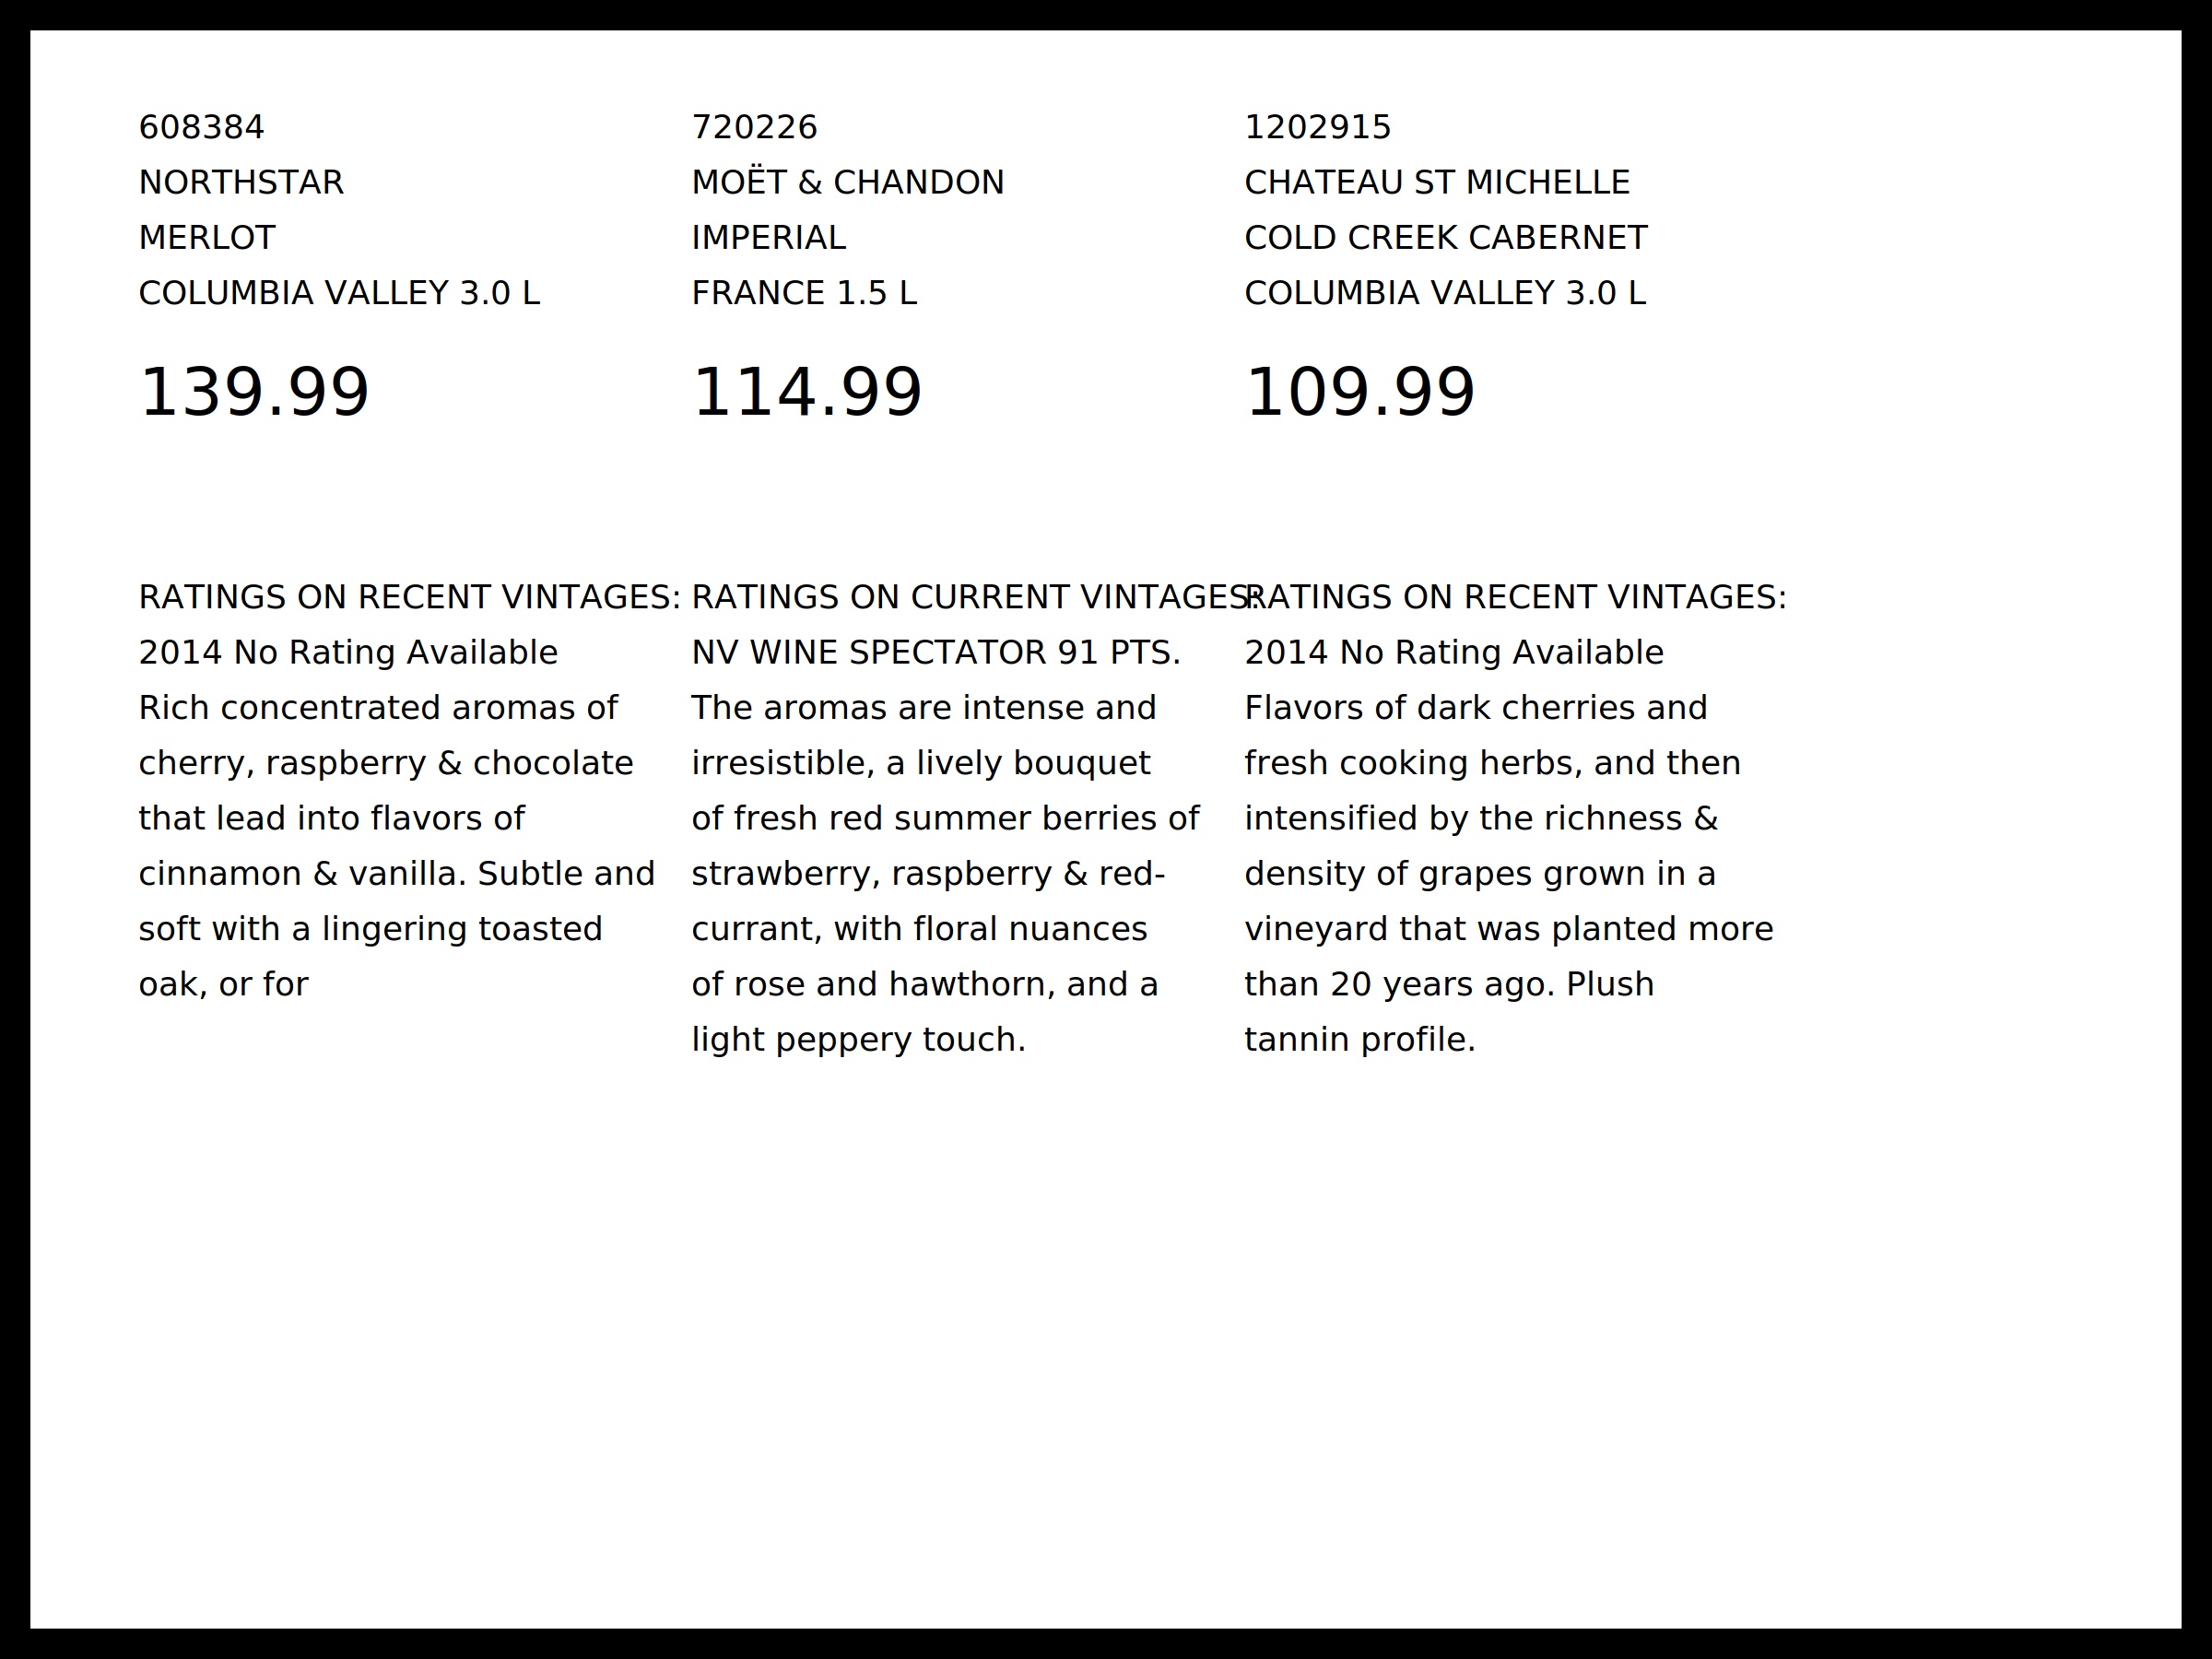 608384
NORTHSTAR
MERLOT
COLUMBIA VALLEY 3.0 L
139.99
RATINGS ON RECENT VINTAGES:
2014 No Rating Available
Rich concentrated aromas of
cherry, raspberry & chocolate
that lead into flavors of
cinnamon & vanilla. Subtle and
soft with a lingering toasted
oak, or for
720226
MOËT & CHANDON
IMPERIAL
FRANCE 1.5 L
114.99
RATINGS ON CURRENT VINTAGES:
NV WINE SPECTATOR 91 PTS.
The aromas are intense and
irresistible, a lively bouquet
of fresh red summer berries of
strawberry, raspberry & red-
currant, with floral nuances
of rose and hawthorn, and a
light peppery touch.
1202915
CHATEAU ST MICHELLE
COLD CREEK CABERNET
COLUMBIA VALLEY 3.0 L
109.99
RATINGS ON RECENT VINTAGES:
2014 No Rating Available
Flavors of dark cherries and
fresh cooking herbs, and then
intensified by the richness &
density of grapes grown in a
vineyard that was planted more
than 20 years ago. Plush
tannin profile.